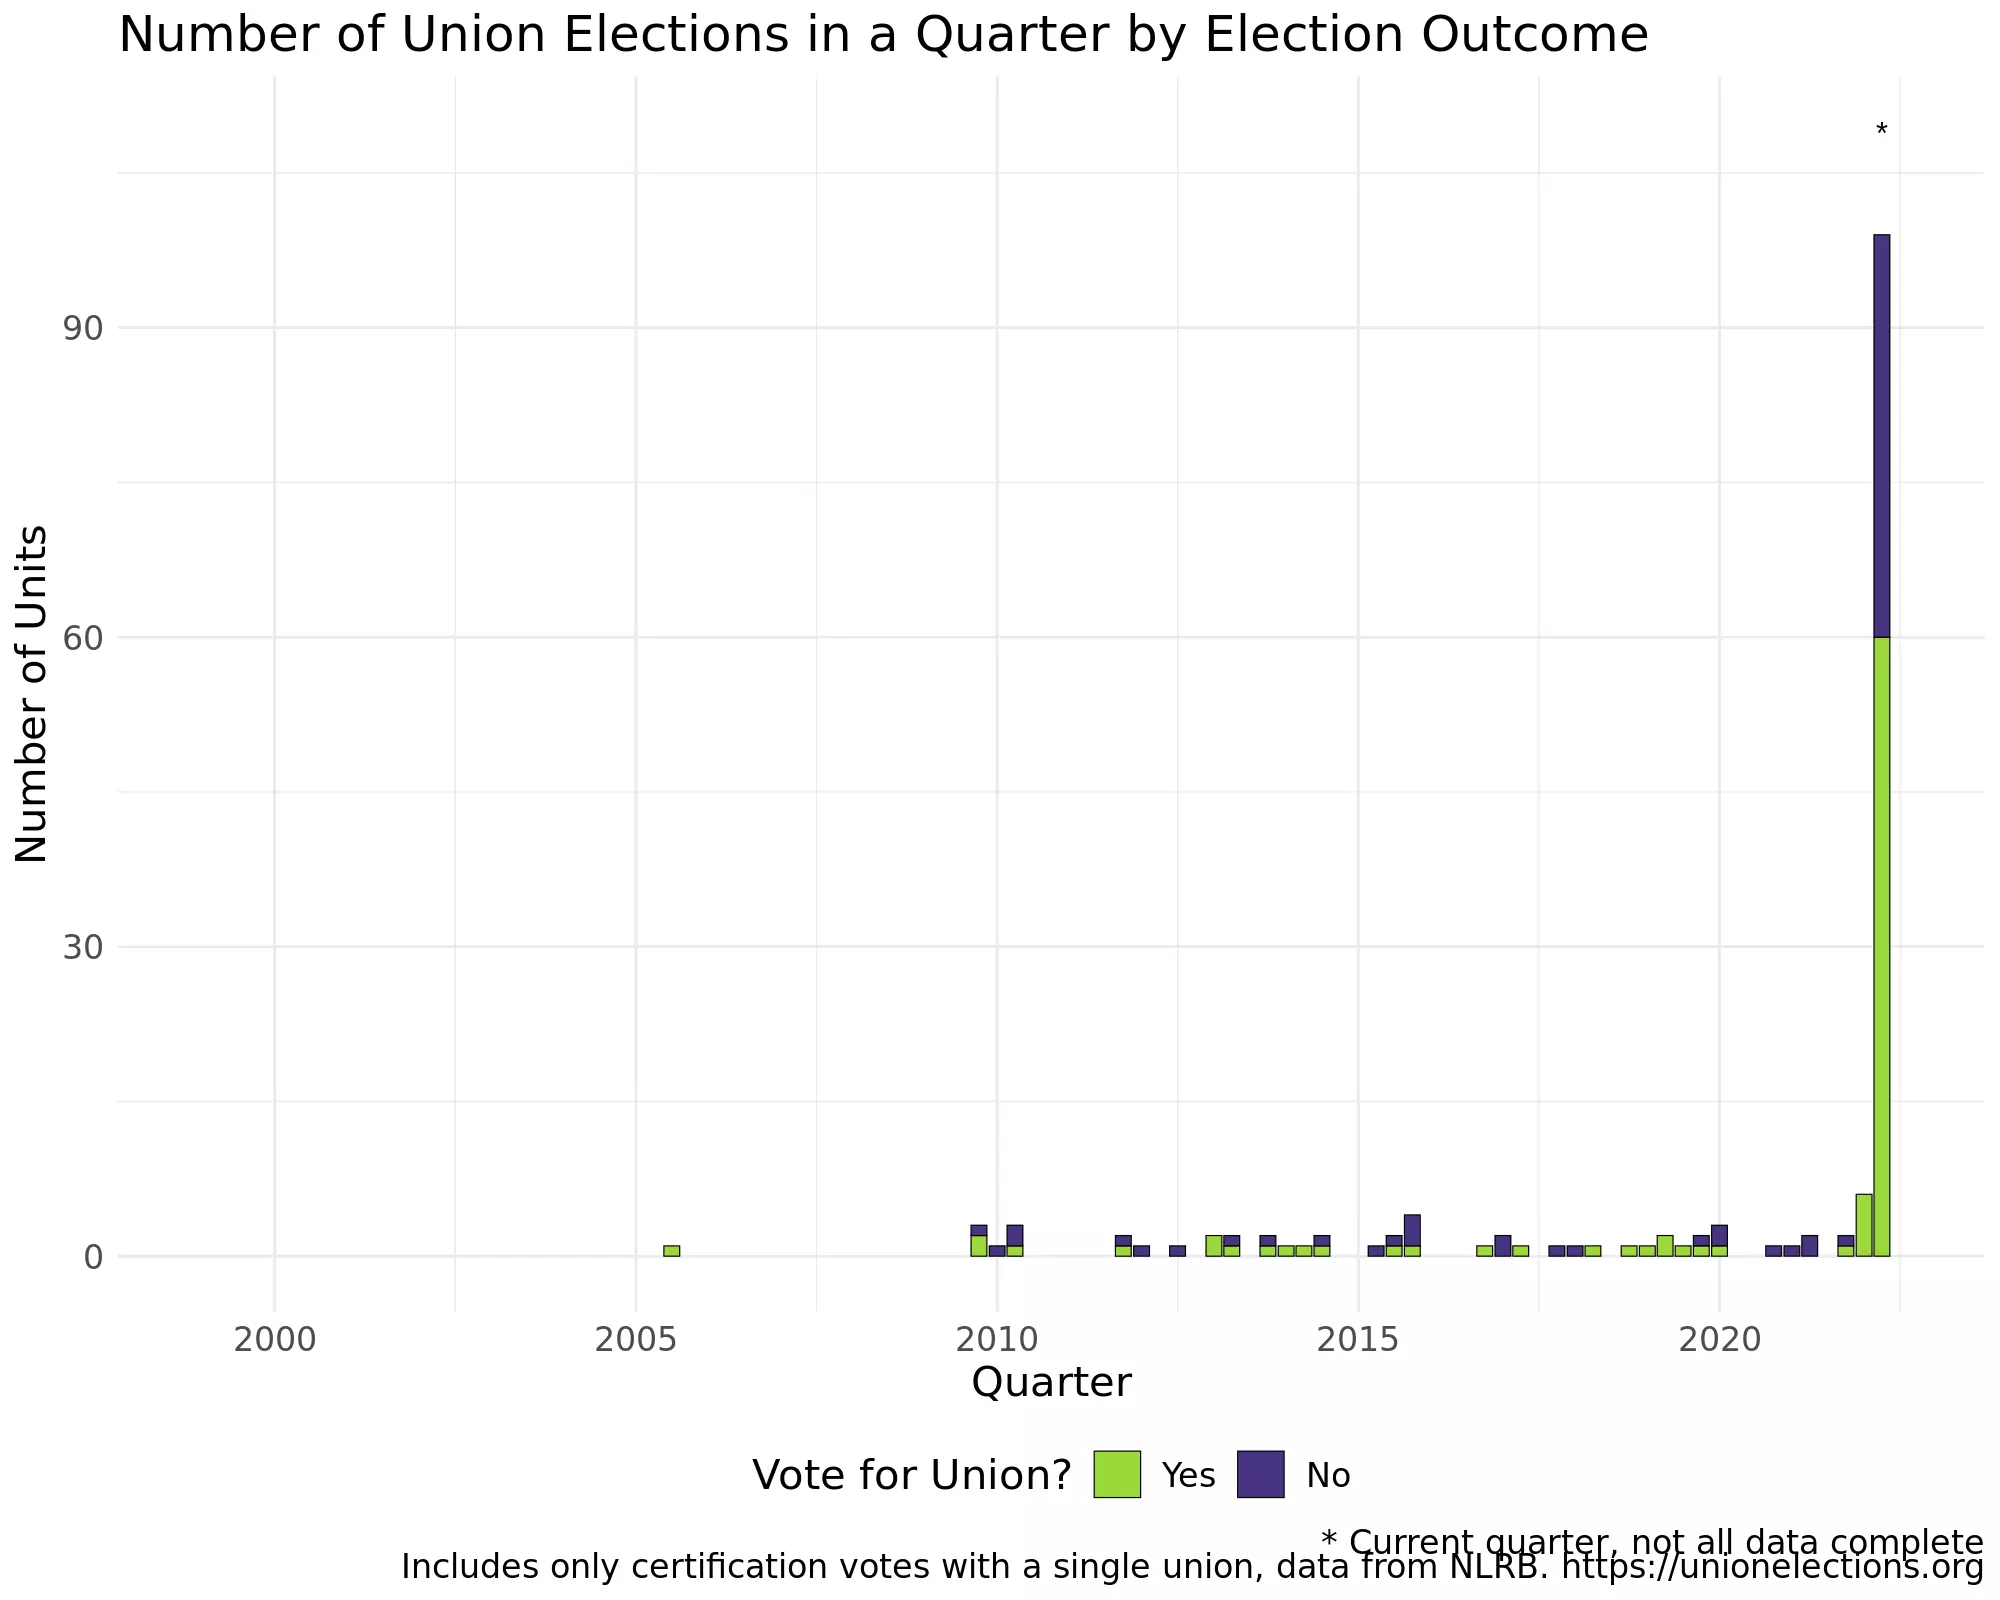 Number of Union Elections in a Quarter by Election Outcome
*
90
60
30
0
Number of Units
2000 2005 2010 2015 2020
Quarter
Vote for Union? Yes No
* Current quarter, not all data complete
Includes only certification votes with a single union, data from NLRB. https://unionelections.org